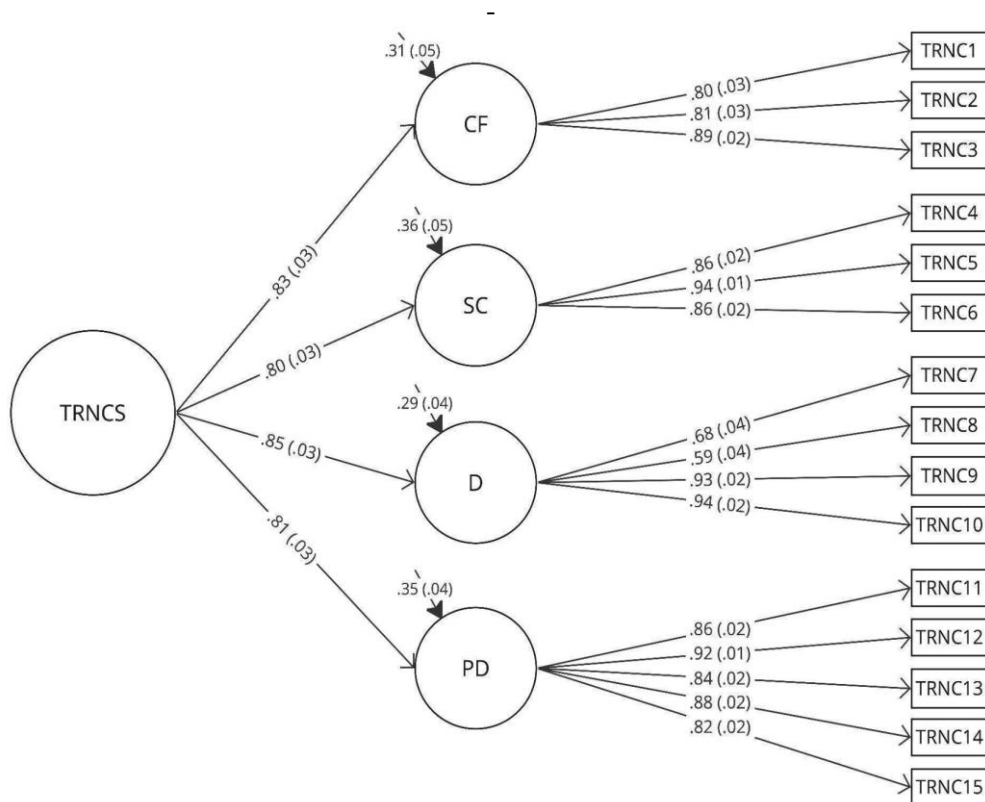 .31 (.05)
CF
.80 (.03)
.81 (.03)
.89 (.02)
TRNC1
TRNC2
TRNC3
.83 (.03)
.36 (.05)
SC
.86 (.02)
.94 (.01)
.86 (.02)
TRNC4
TRNC5
TRNC6
TRNCS
.80 (.03)
.29 (.04)
.85 (.03)
D
.68 (.04)
.59 (.04)
.93 (.02)
.94 (.02)
TRNC7
TRNC8
TRNC9
TRNC10
.81 (.03)
.35 (.04)
PD
.86 (.02)
.92 (.01)
.84 (.02)
.88 (.02)
.82 (.02)
TRNC11
TRNC12
TRNC13
TRNC14
TRNC15